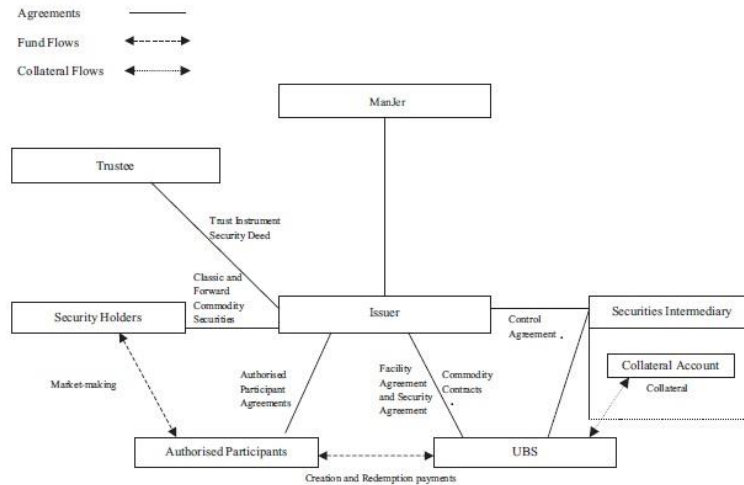 Agreements
Fund Flows
Collateral Flows
ManJer
Trustee
Trust Instrument
Security Deed
Classic and
Forward
Commodity
Securities
Security Holders
Issuer
Securities Intermediary
Control
Agreement .
Collateral Account
Collateral
Market-making
Authorised
Participant
Agreements
Facility
Agreement
and Security
Agreement
Commodity
Contracts
Authorised Participants
UBS
Creation and Redemption payments